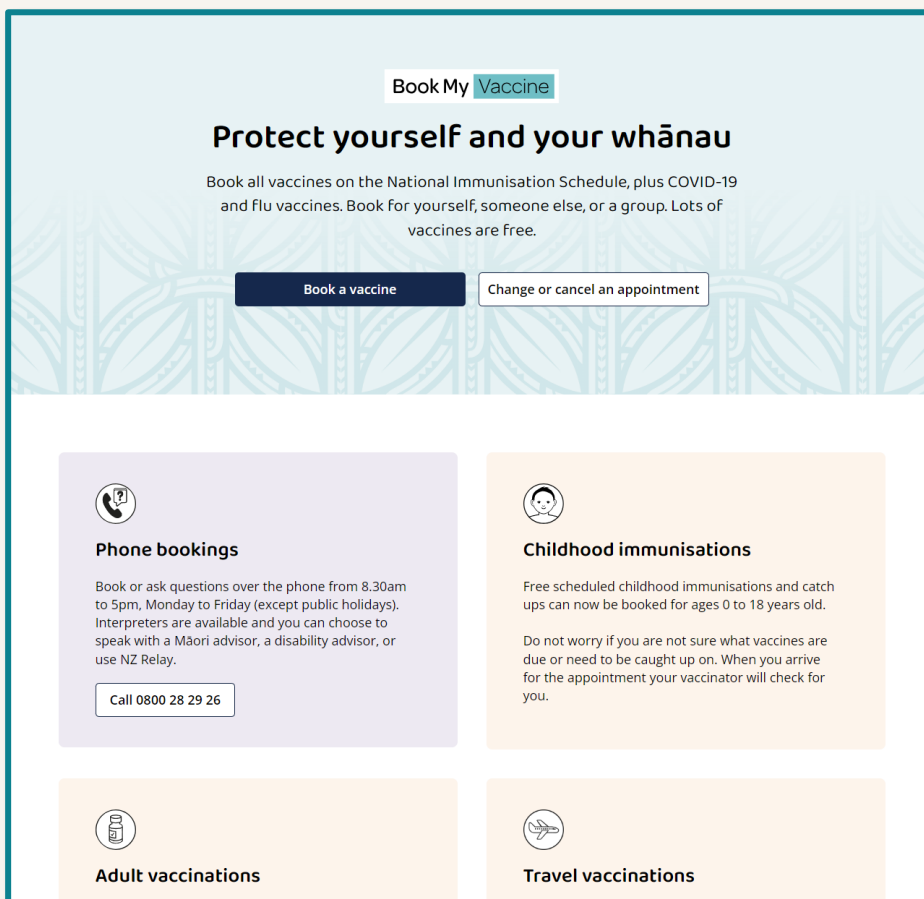 Book My Vaccine
Protect yourself and your whānau
Book all vaccines on the National Immunisation Schedule, plus COVID-19
and flu vaccines. Book for yourself, someone else, or a group. Lots of
vaccines are free.
Book a vaccine
Change or cancel an appointment
?
Phone bookings
Book or ask questions over the phone from 8.30am
to 5pm, Monday to Friday (except public holidays).
Interpreters are available and you can choose to
speak with a Māori advisor, a disability advisor, or
use NZ Relay.
Call 0800 28 29 26
Childhood immunisations
Free scheduled childhood immunisations and catch
ups can now be booked for ages 0 to 18 years old.
Do not worry if you are not sure what vaccines are
due or need to be caught up on. When you arrive
for the appointment your vaccinator will check for
you.
Adult vaccinations
Travel vaccinations